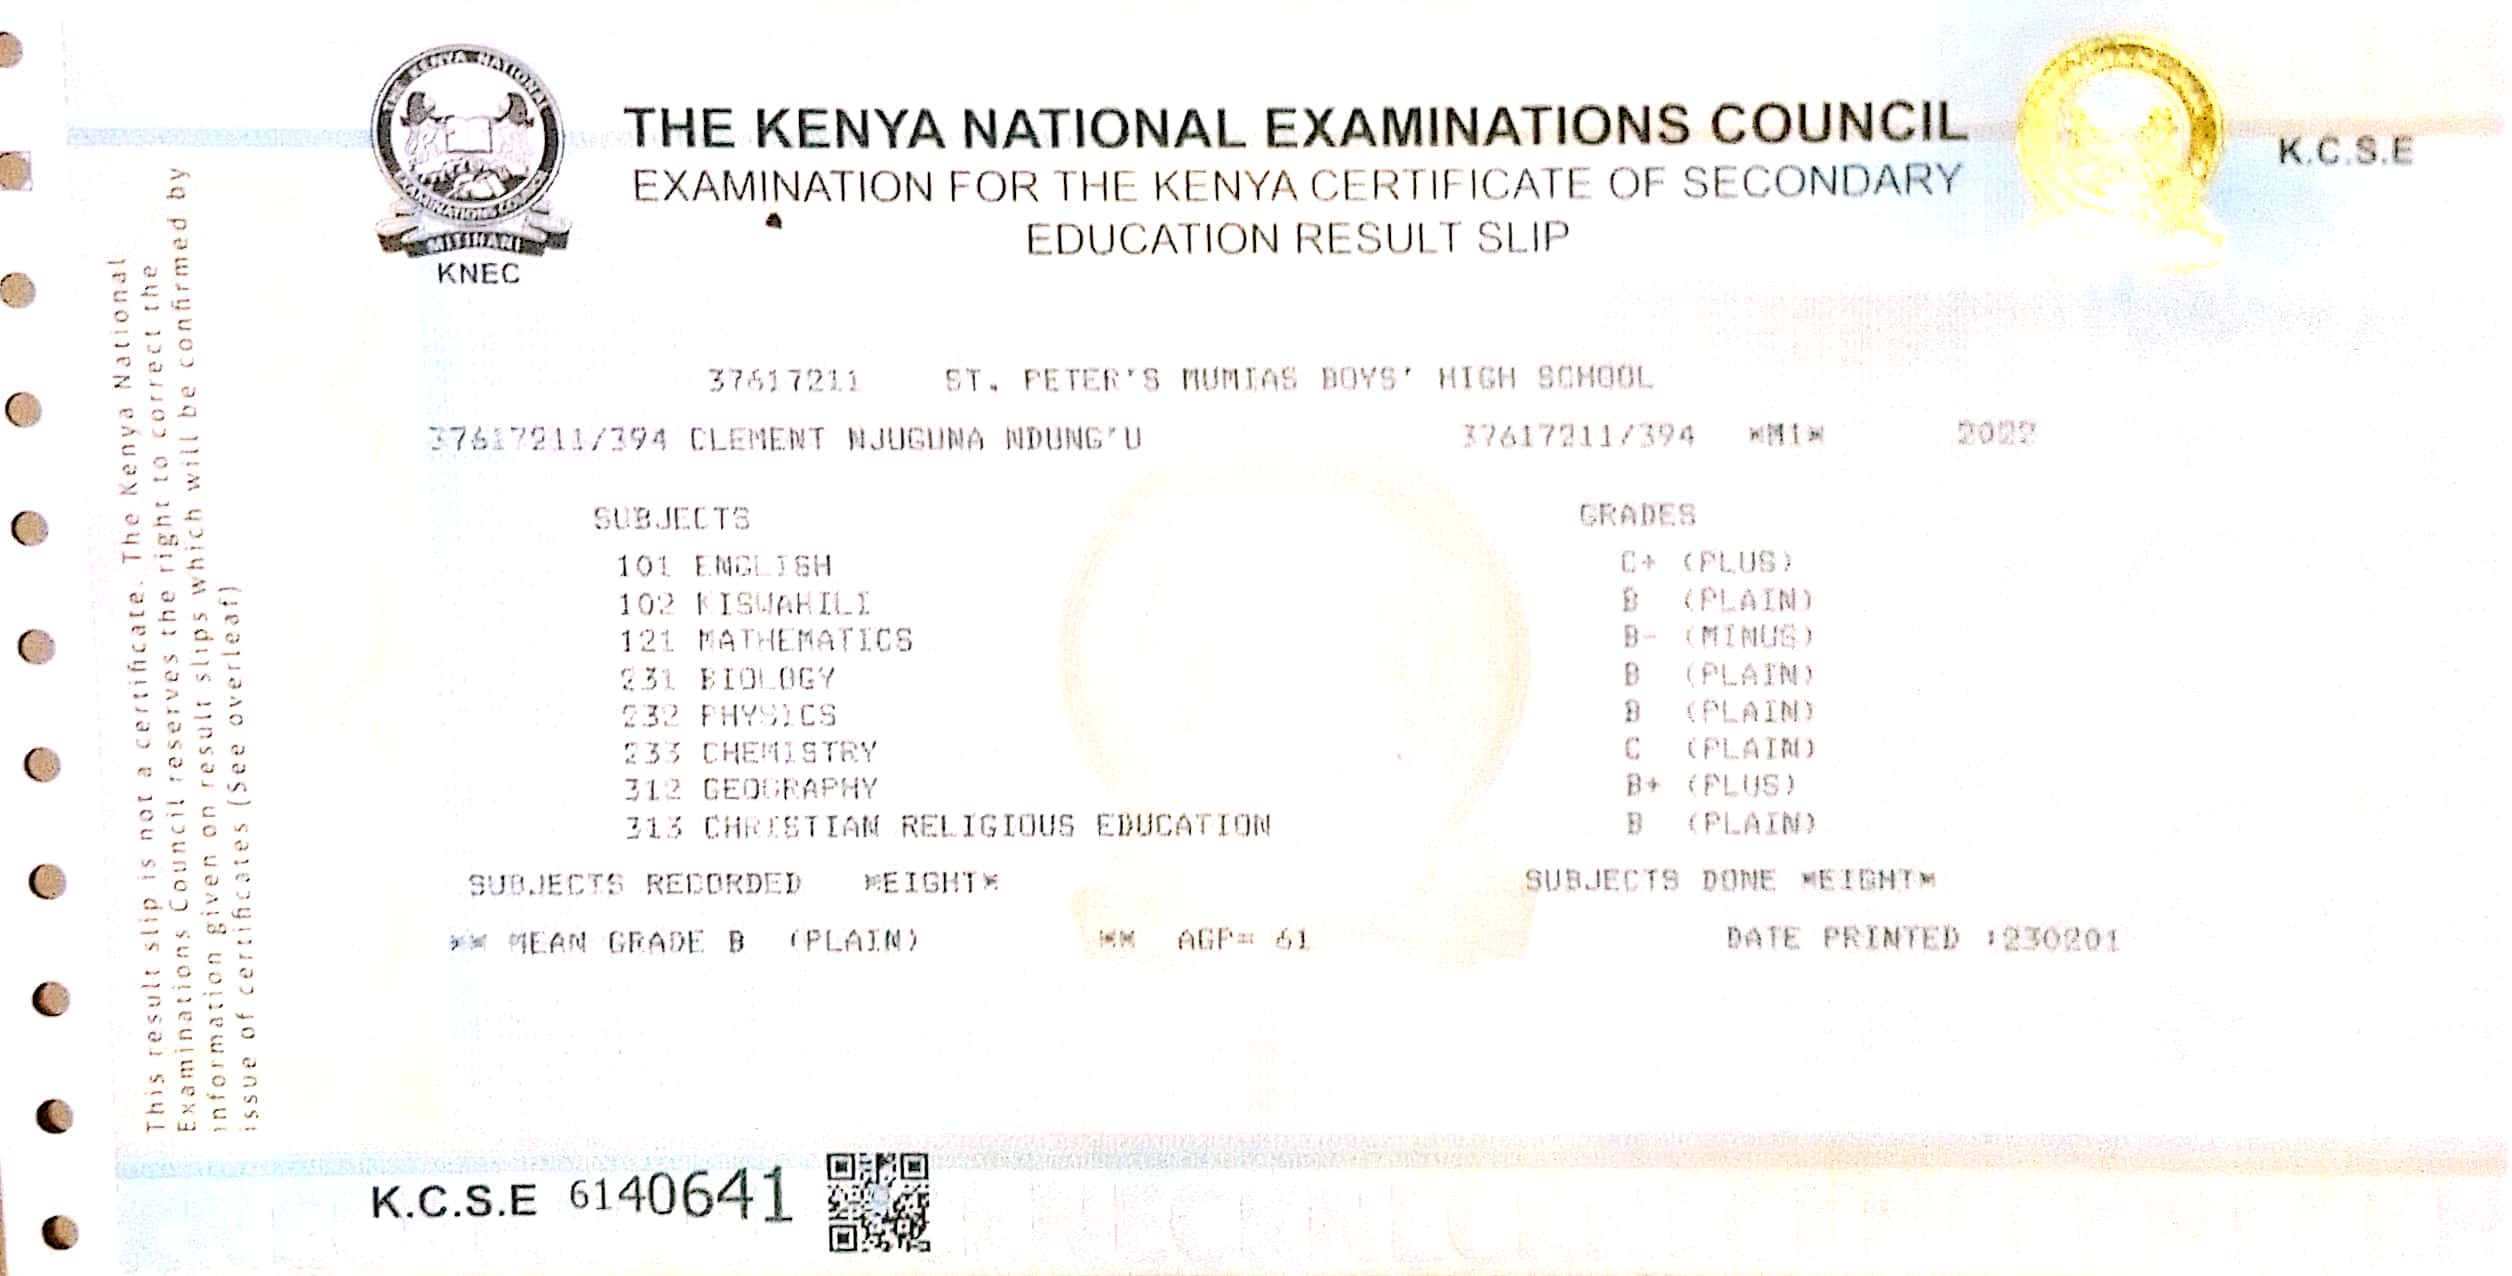 THE KENYA NATIONAL EXAMINATIONS COUNCIL
MITIHANI
KNEC
THE KENYA NATIONAL EXAMINATIONS COUNCIL
EXAMINATION FOR THE KENYA CERTIFICATE OF SECONDARY
EDUCATION RESULT SLIP
K.C.S.E
This result slip is not a certificate. The Kenya National
Examinations Council reserves the right to correct the
information given on result slips which will be confirmed by
issue of certificates (See overleaf)
37617211 ST. PETER'S MUMIAS BOYS' HIGH SCHOOL
37617211/394 CLEMENT NJUGUNA NDUNG'U 37617211/394 *M1* 2022
SUBJECTS GRADES
101 ENGLISH C+ (PLUS)
102 KISWAHILI B (PLAIN)
121 MATHEMATICS B- (MINUS)
231 BIOLOGY B (PLAIN)
232 PHYSICS B (PLAIN)
233 CHEMISTRY C (PLAIN)
312 GEOGRAPHY B+ (PLUS)
313 CHRISTIAN RELIGIOUS EDUCATION B (PLAIN)
SUBJECTS RECORDED *EIGHT* SUBJECTS DONE *EIGHT*
** MEAN GRADE B (PLAIN) ** AGP= 61 DATE PRINTED :230201
K.C.S.E 6140641